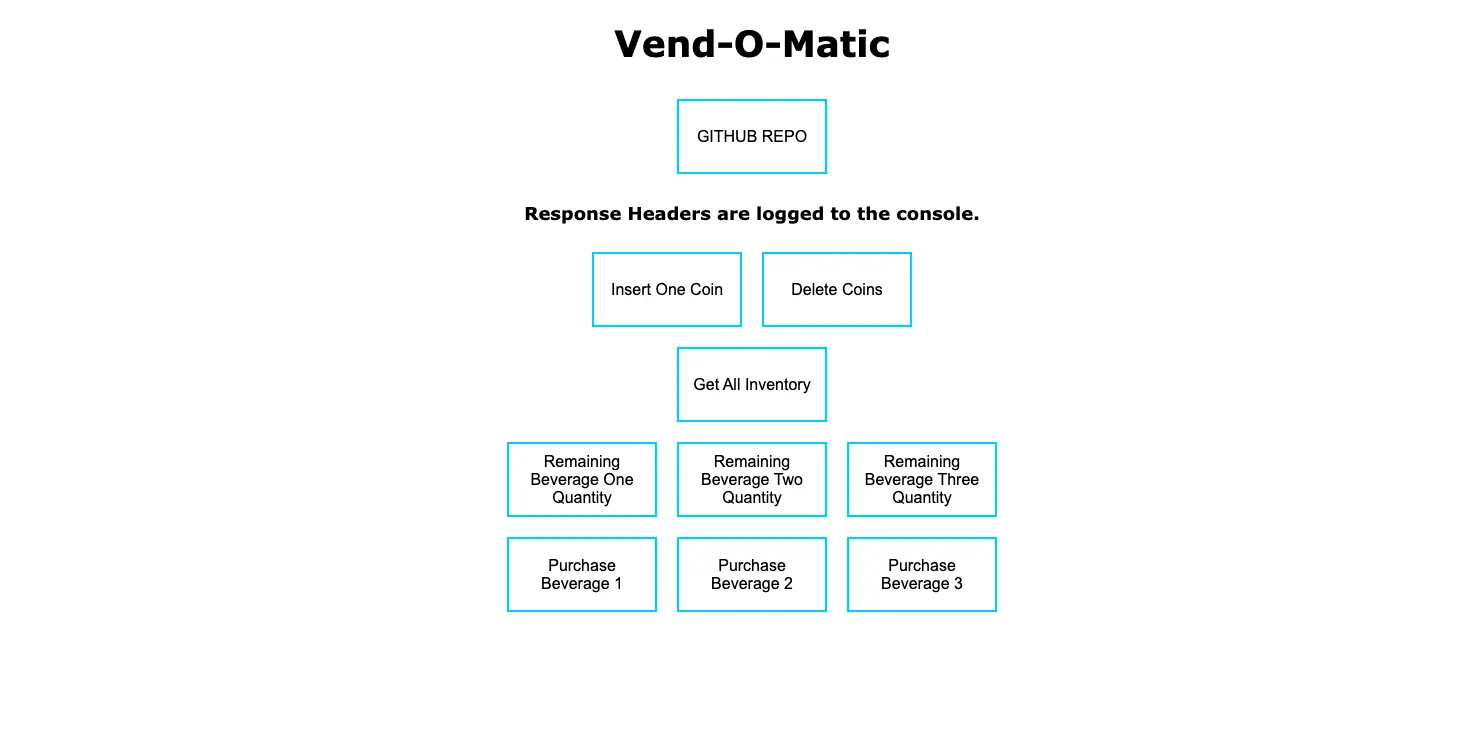 Vend-O-Matic
GITHUB REPO
Response Headers are logged to the console.
Insert One Coin
Delete Coins
Get All Inventory
Remaining
Beverage One
Quantity
Remaining
Beverage Two
Quantity
Remaining
Beverage Three
Quantity
Purchase
Beverage 1
Purchase
Beverage 2
Purchase
Beverage 3